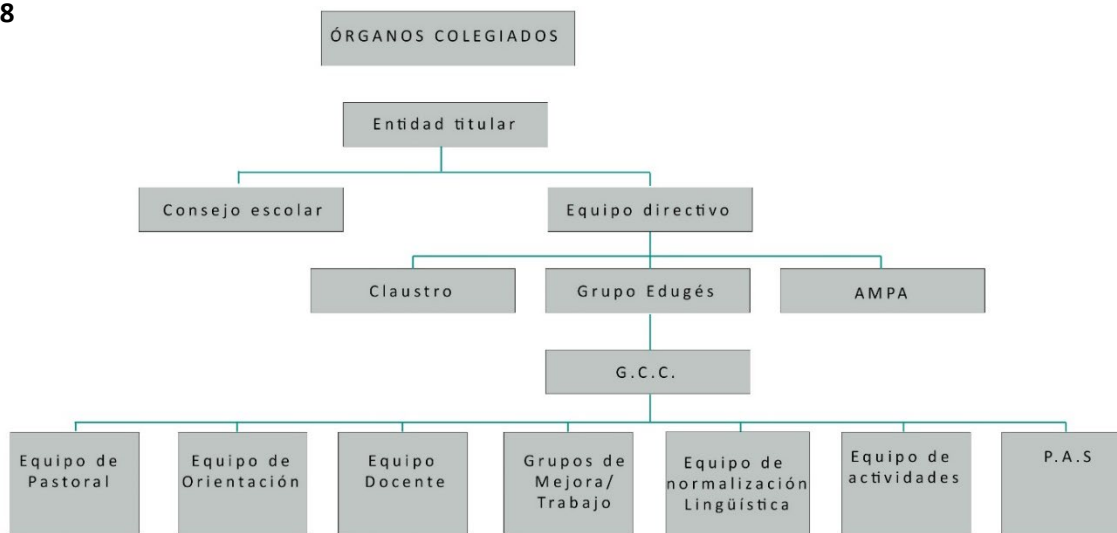 8
ÓRGANOS COLEGIADOS
Entidad titular
Consejo escolar
Equipo directivo
Claustro
Grupo Edugés
AMPA
G.C.C.
Equipo de
Pastoral
Equipo de
Orientación
Equipo
Docente
Grupos de
Mejora/
Trabajo
Equipo de
normalización
Lingüística
Equipo de
actividades
P.A.S